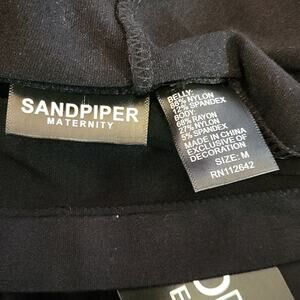 SANDPIPER
MATERNITY
BELLY:
88% NYLON
12% SPANDEX
BODY:
68% RAYON
27% NYLON
5% SPANDEX
MADE IN CHINA
EXCLUSIVE OF
DECORATION
SIZE: M
RN112642